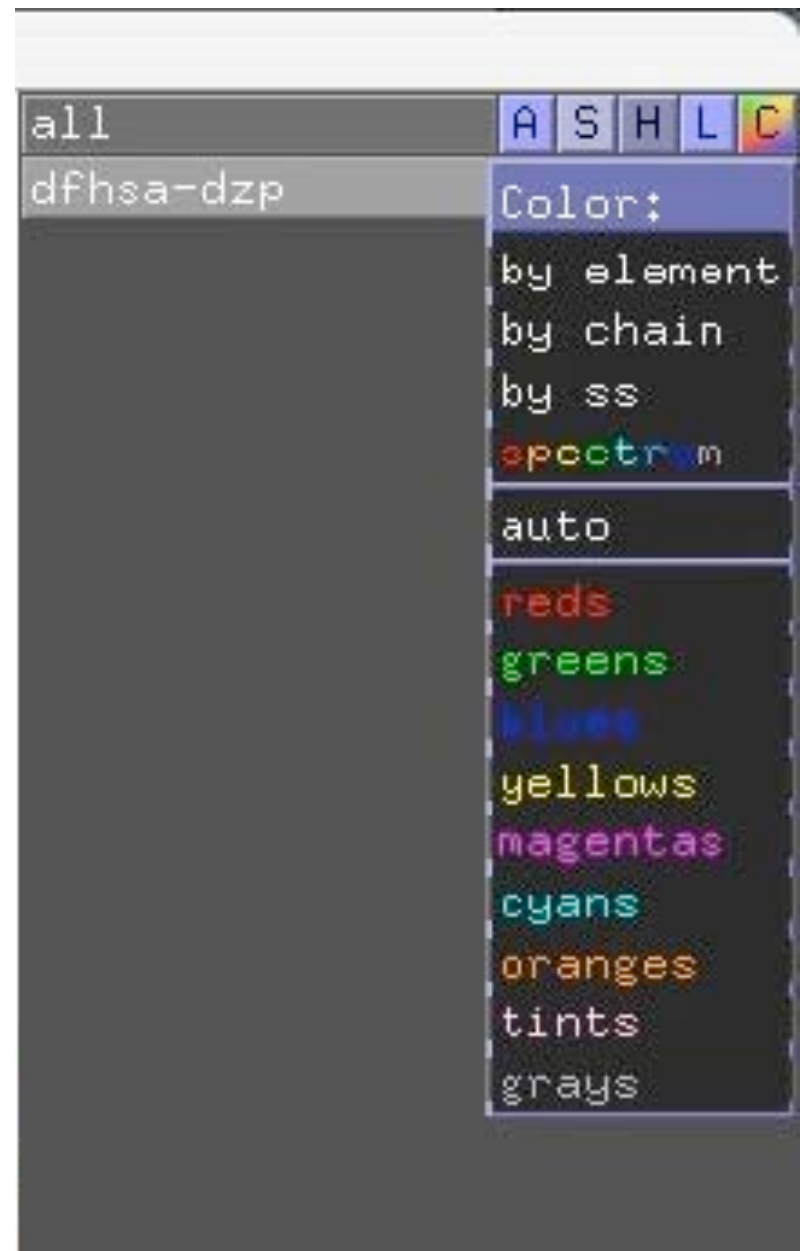 all A S H L C
dfhsa-dzp
Color:
by element
by chain
by ss
spectrum
auto
reds
greens
blues
yellows
magentas
cyans
oranges
tints
grays